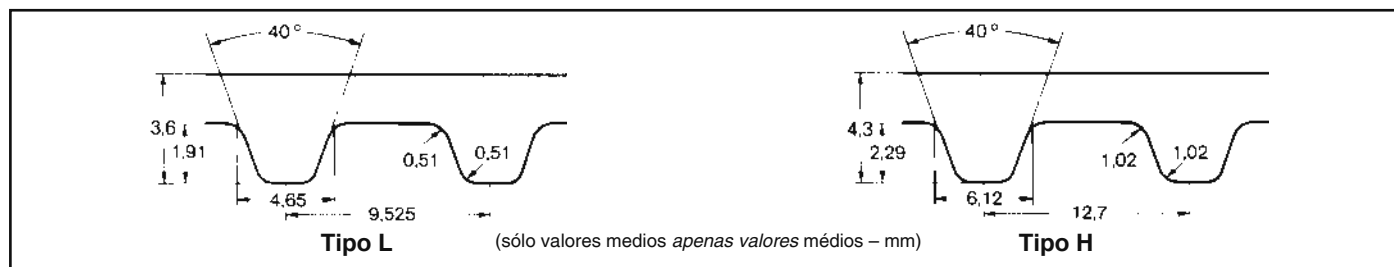 40° 40°
3,6 4,3
1,91 0,51 0,51 2,29 1,02 1,02
4,65 6,12
9,525 12,7
Tipo L (sólo valores medios apenas valores médios – mm) Tipo H